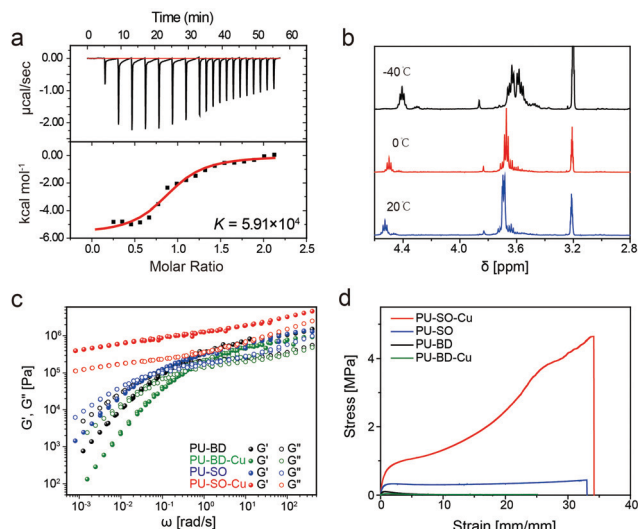 a
Time (min)
0 10 20 30 40 50 60
0.00
-1.00
-2.00
µcal/sec
0.00
-2.00
-4.00
-6.00
kcal mol-1
K = 5.91×10⁴
0.0 0.5 1.0 1.5 2.0 2.5
Molar Ratio
b
-40℃
0℃
20℃
4.4 4.0 3.6 3.2 2.8
δ [ppm]
c
G', G" [Pa]
10⁶
10⁵
10⁴
10³
10²
PU-BD G' G"
PU-BD-Cu G' G"
PU-SO G' G"
PU-SO-Cu G' G"
10⁻³ 10⁻² 10⁻¹ 10⁰ 10¹ 10²
ω [rad/s]
d
PU-SO-Cu
PU-SO
PU-BD
PU-BD-Cu
Stress [MPa]
4
2
0
0 10 20 30 40
Strain [mm/mm]